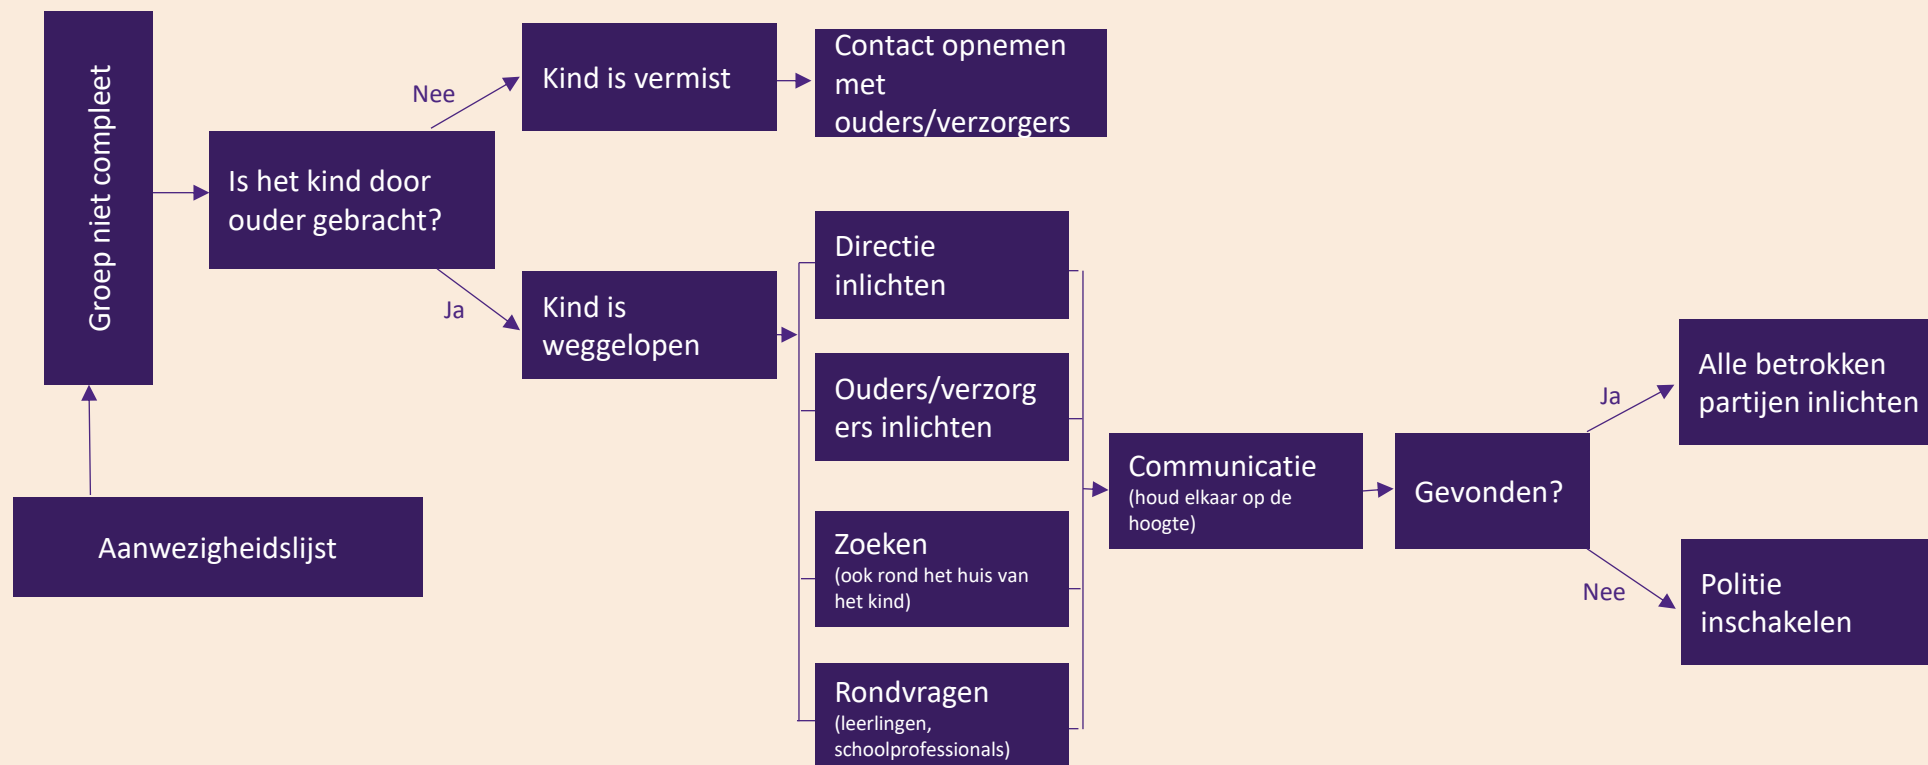 Groep niet compleet
Aanwezigheidslijst
Is het kind door
ouder gebracht?
Nee
Kind is vermist
Contact opnemen
met
ouders/verzorgers
Ja
Kind is
weggelopen
Directie
inlichten
Ouders/verzorg
ers inlichten
Zoeken
(ook rond het huis van
het kind)
Rondvragen
(leerlingen,
schoolprofessionals)
Communicatie
(houd elkaar op de
hoogte)
Gevonden?
Ja
Alle betrokken
partijen inlichten
Nee
Politie
inschakelen